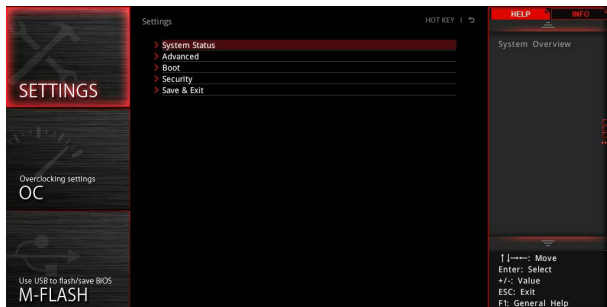 SETTINGS
Overclocking settings
OC
Use USB to flash/save BIOS
M-FLASH
Settings
HOT KEY
System Status
Advanced
Boot
Security
Save & Exit
HELP
INFO
System Overview
↑↓→←: Move
Enter: Select
+/-: Value
ESC: Exit
F1: General Help